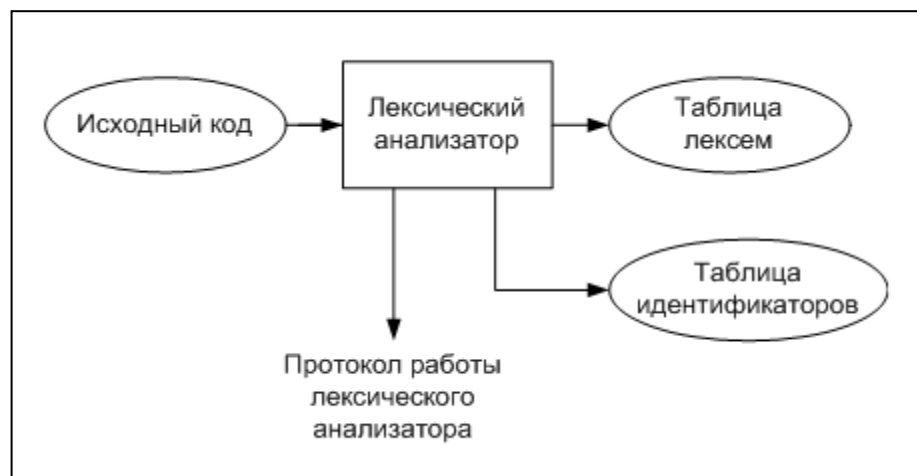 Исходный код
Лексический
анализатор
Таблица
лексем
Таблица
идентификаторов
Протокол работы
лексического
анализатора